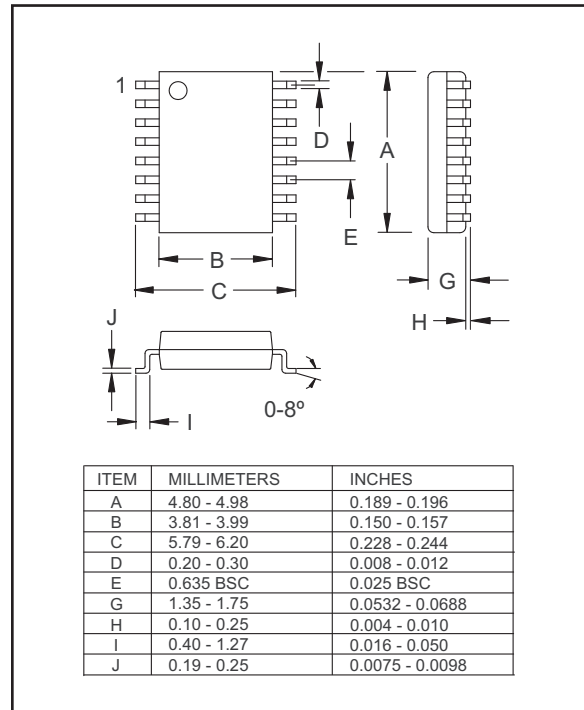 1
D
A
E
B
C
G
H
J
I
0-8º
ITEM MILLIMETERS INCHES
A 4.80 - 4.98 0.189 - 0.196
B 3.81 - 3.99 0.150 - 0.157
C 5.79 - 6.20 0.228 - 0.244
D 0.20 - 0.30 0.008 - 0.012
E 0.635 BSC 0.025 BSC
G 1.35 - 1.75 0.0532 - 0.0688
H 0.10 - 0.25 0.004 - 0.010
I 0.40 - 1.27 0.016 - 0.050
J 0.19 - 0.25 0.0075 - 0.0098